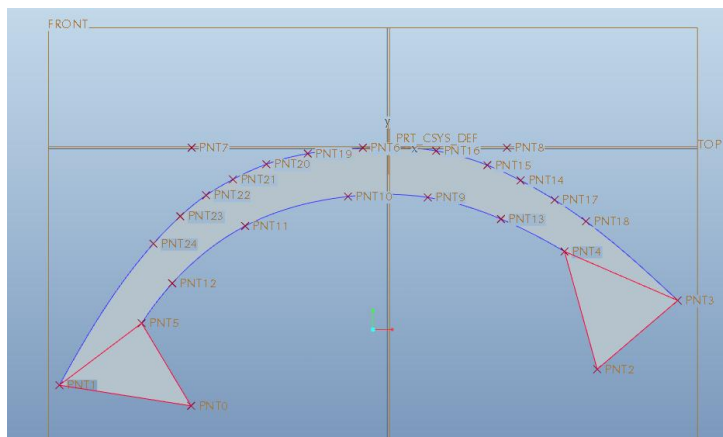 FRONT
y
PRT_CSYS_DEF
TOP
PNT7
PNT6
x
PNT16
PNT8
PNT19
PNT20
PNT15
PNT21
PNT14
PNT22
PNT10
PNT9
PNT17
PNT23
PNT11
PNT13
PNT18
PNT24
PNT4
PNT12
PNT3
PNT5
PNT2
PNT1
PNT0